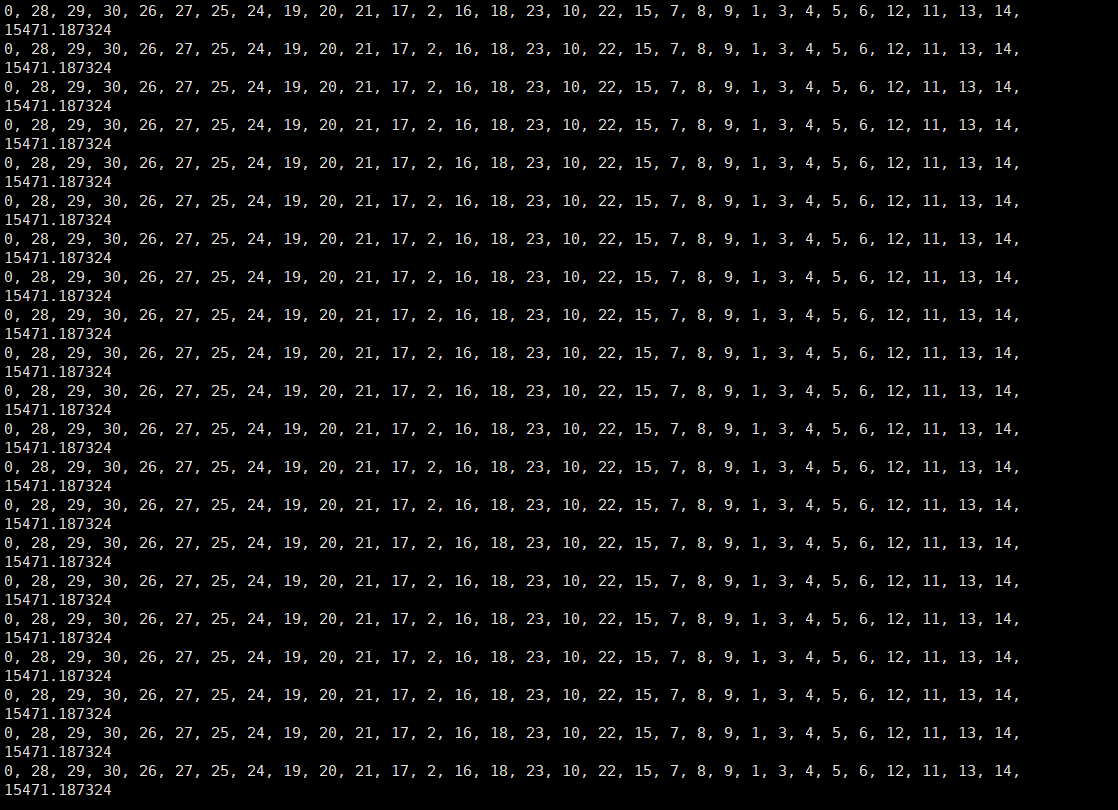 0, 28, 29, 30, 26, 27, 25, 24, 19, 20, 21, 17, 2, 16, 18, 23, 10, 22, 15, 7, 8, 9, 1, 3, 4, 5, 6, 12, 11, 13, 14,
15471.187324
0, 28, 29, 30, 26, 27, 25, 24, 19, 20, 21, 17, 2, 16, 18, 23, 10, 22, 15, 7, 8, 9, 1, 3, 4, 5, 6, 12, 11, 13, 14,
15471.187324
0, 28, 29, 30, 26, 27, 25, 24, 19, 20, 21, 17, 2, 16, 18, 23, 10, 22, 15, 7, 8, 9, 1, 3, 4, 5, 6, 12, 11, 13, 14,
15471.187324
0, 28, 29, 30, 26, 27, 25, 24, 19, 20, 21, 17, 2, 16, 18, 23, 10, 22, 15, 7, 8, 9, 1, 3, 4, 5, 6, 12, 11, 13, 14,
15471.187324
0, 28, 29, 30, 26, 27, 25, 24, 19, 20, 21, 17, 2, 16, 18, 23, 10, 22, 15, 7, 8, 9, 1, 3, 4, 5, 6, 12, 11, 13, 14,
15471.187324
0, 28, 29, 30, 26, 27, 25, 24, 19, 20, 21, 17, 2, 16, 18, 23, 10, 22, 15, 7, 8, 9, 1, 3, 4, 5, 6, 12, 11, 13, 14,
15471.187324
0, 28, 29, 30, 26, 27, 25, 24, 19, 20, 21, 17, 2, 16, 18, 23, 10, 22, 15, 7, 8, 9, 1, 3, 4, 5, 6, 12, 11, 13, 14,
15471.187324
0, 28, 29, 30, 26, 27, 25, 24, 19, 20, 21, 17, 2, 16, 18, 23, 10, 22, 15, 7, 8, 9, 1, 3, 4, 5, 6, 12, 11, 13, 14,
15471.187324
0, 28, 29, 30, 26, 27, 25, 24, 19, 20, 21, 17, 2, 16, 18, 23, 10, 22, 15, 7, 8, 9, 1, 3, 4, 5, 6, 12, 11, 13, 14,
15471.187324
0, 28, 29, 30, 26, 27, 25, 24, 19, 20, 21, 17, 2, 16, 18, 23, 10, 22, 15, 7, 8, 9, 1, 3, 4, 5, 6, 12, 11, 13, 14,
15471.187324
0, 28, 29, 30, 26, 27, 25, 24, 19, 20, 21, 17, 2, 16, 18, 23, 10, 22, 15, 7, 8, 9, 1, 3, 4, 5, 6, 12, 11, 13, 14,
15471.187324
0, 28, 29, 30, 26, 27, 25, 24, 19, 20, 21, 17, 2, 16, 18, 23, 10, 22, 15, 7, 8, 9, 1, 3, 4, 5, 6, 12, 11, 13, 14,
15471.187324
0, 28, 29, 30, 26, 27, 25, 24, 19, 20, 21, 17, 2, 16, 18, 23, 10, 22, 15, 7, 8, 9, 1, 3, 4, 5, 6, 12, 11, 13, 14,
15471.187324
0, 28, 29, 30, 26, 27, 25, 24, 19, 20, 21, 17, 2, 16, 18, 23, 10, 22, 15, 7, 8, 9, 1, 3, 4, 5, 6, 12, 11, 13, 14,
15471.187324
0, 28, 29, 30, 26, 27, 25, 24, 19, 20, 21, 17, 2, 16, 18, 23, 10, 22, 15, 7, 8, 9, 1, 3, 4, 5, 6, 12, 11, 13, 14,
15471.187324
0, 28, 29, 30, 26, 27, 25, 24, 19, 20, 21, 17, 2, 16, 18, 23, 10, 22, 15, 7, 8, 9, 1, 3, 4, 5, 6, 12, 11, 13, 14,
15471.187324
0, 28, 29, 30, 26, 27, 25, 24, 19, 20, 21, 17, 2, 16, 18, 23, 10, 22, 15, 7, 8, 9, 1, 3, 4, 5, 6, 12, 11, 13, 14,
15471.187324
0, 28, 29, 30, 26, 27, 25, 24, 19, 20, 21, 17, 2, 16, 18, 23, 10, 22, 15, 7, 8, 9, 1, 3, 4, 5, 6, 12, 11, 13, 14,
15471.187324
0, 28, 29, 30, 26, 27, 25, 24, 19, 20, 21, 17, 2, 16, 18, 23, 10, 22, 15, 7, 8, 9, 1, 3, 4, 5, 6, 12, 11, 13, 14,
15471.187324
0, 28, 29, 30, 26, 27, 25, 24, 19, 20, 21, 17, 2, 16, 18, 23, 10, 22, 15, 7, 8, 9, 1, 3, 4, 5, 6, 12, 11, 13, 14,
15471.187324
0, 28, 29, 30, 26, 27, 25, 24, 19, 20, 21, 17, 2, 16, 18, 23, 10, 22, 15, 7, 8, 9, 1, 3, 4, 5, 6, 12, 11, 13, 14,
15471.187324